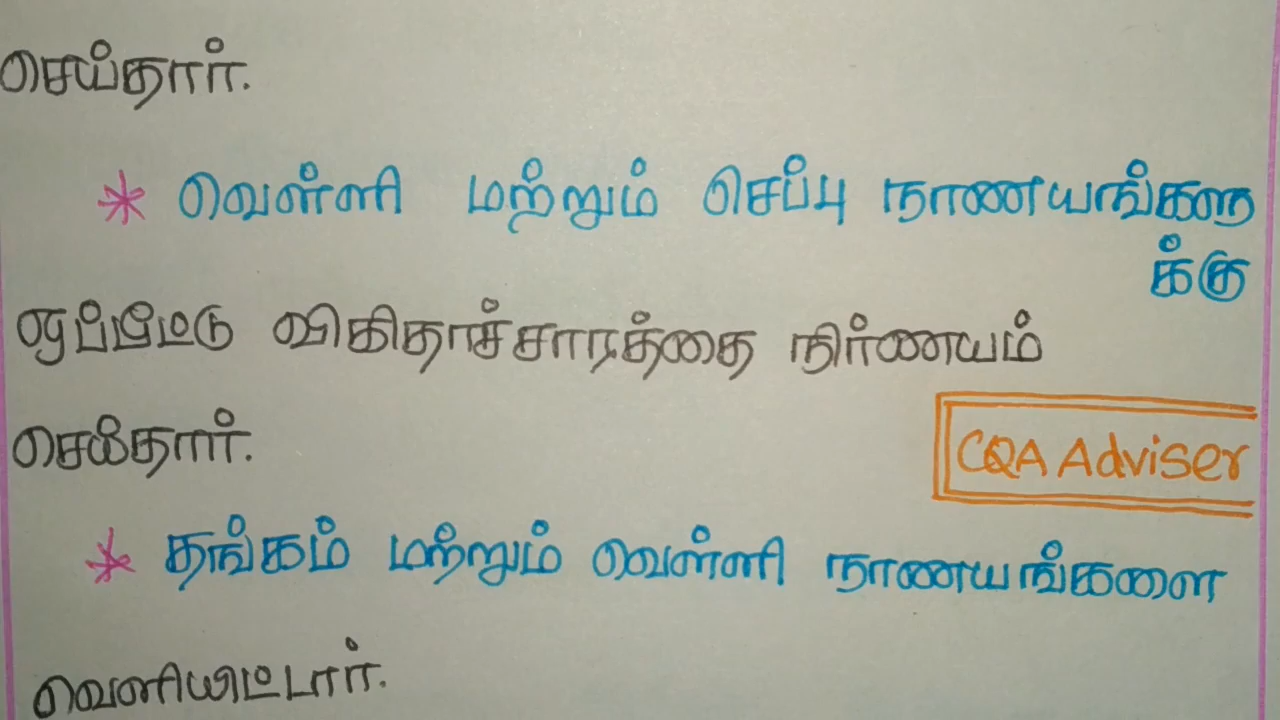 செய்தார்.
* வெள்ளி மற்றும் செப்பு நாணயங்களு
க்கு
ஒப்பீட்டு விகிதாச்சாரத்தை நிர்ணயம்
செய்தார்.
CQA Adviser
* தங்கம் மற்றும் வெள்ளி நாணயங்களை
வெளியிட்டார்.